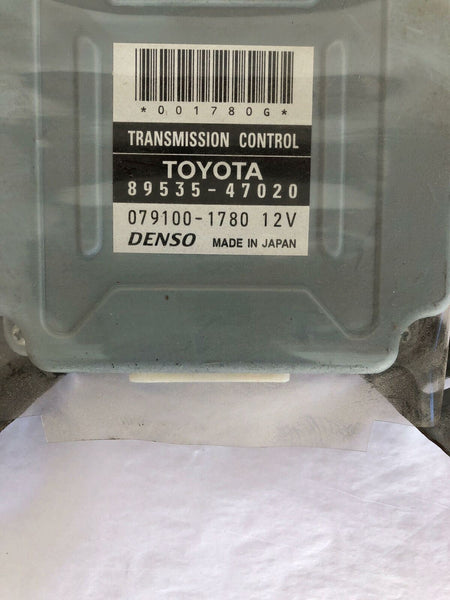 *001780G*
TRANSMISSION CONTROL
TOYOTA
89535-47020
079100-1780 12V
DENSO MADE IN JAPAN